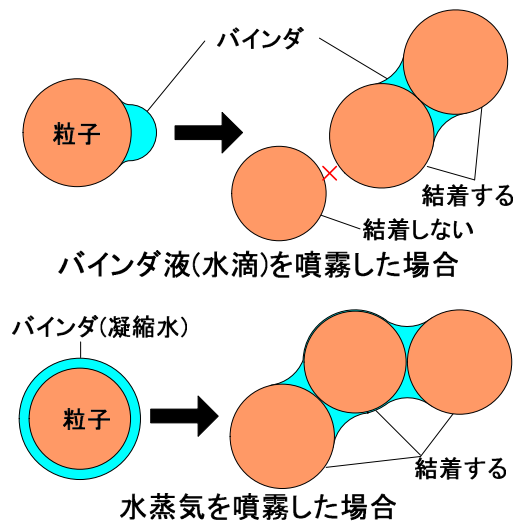 バインダ
粒子
結着する
結着しない
バインダ液(水滴)を噴霧した場合
バインダ(凝縮水)
粒子
結着する
水蒸気を噴霧した場合